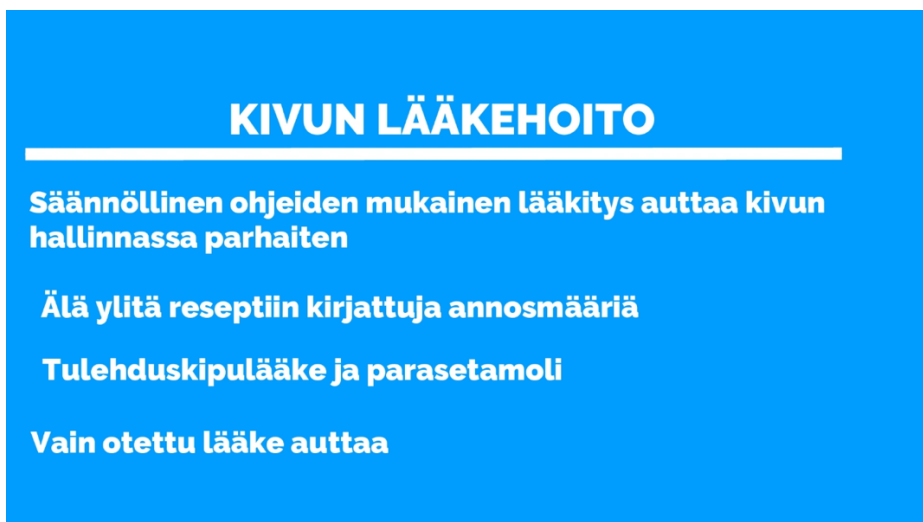 KIVUN LÄÄKEHOITO
Säännöllinen ohjeiden mukainen lääkitys auttaa kivun
hallinnassa parhaiten
Älä ylitä reseptiin kirjattuja annosmääriä
Tulehduskipulääke ja parasetamoli
Vain otettu lääke auttaa